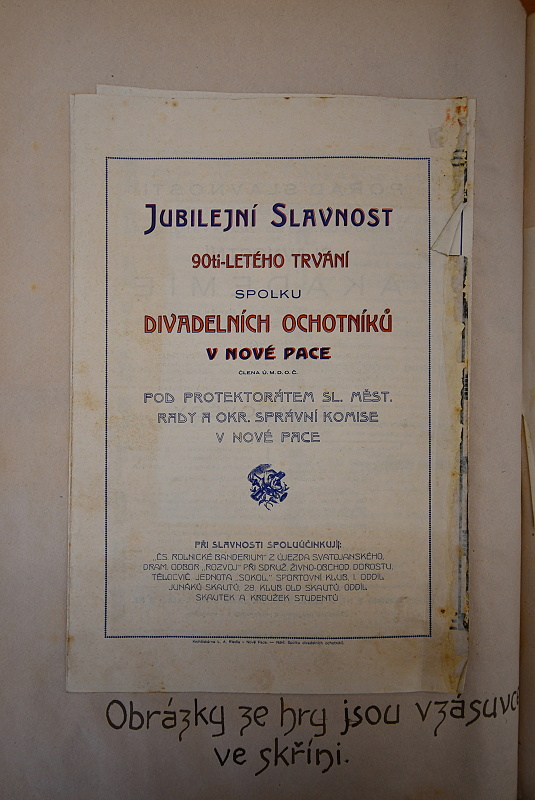 Jubilejní Slavnost
90ti-letého trvání
spolku
divadelních ochotníků
v Nové Pace
člena Ú. M. D. O. Č.
pod protektorátem sl. měst.
rady a okr. správní komise
v Nové Pace
Při slavnosti spoluúčinkují:
„Čs. rolnické banderium" z Újezda Svatojanského,
dram. odbor „Rozvoj" při sdruž. živno-obchod. dorostu,
tělocvič. jednota „Sokol", Sportovní klub, I. oddíl
junáků skautů, 28. klub old skautů, oddíl
skautek a kroužek studentů
Obrázky ze hry jsou vzásuvce
ve skříni.